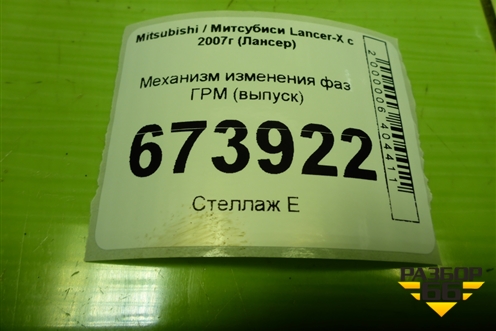 Mitsubishi / Митсубиси Lancer-X с
2007г (Лансер)
Механизм изменения фаз
ГРМ (выпуск)
673922
Стеллаж Е
2000006404411
РАЗБОР
66